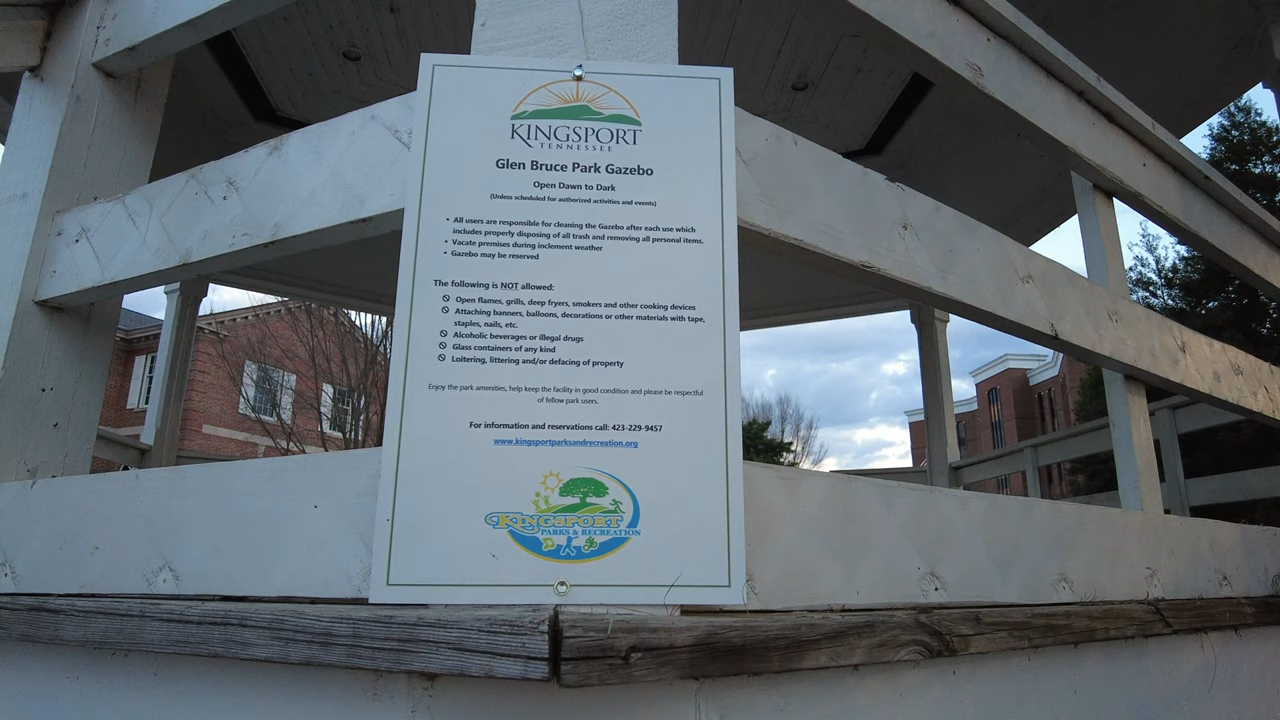 KINGSPORT
TENNESSEE
Glen Bruce Park Gazebo
Open Dawn to Dark
(Unless scheduled for authorized activities and events)
• All users are responsible for cleaning the Gazebo after each use which
includes properly disposing of all trash and removing all personal items.
• Vacate premises during inclement weather
• Gazebo may be reserved
The following is NOT allowed:
Open flames, grills, deep fryers, smokers and other cooking devices
Attaching banners, balloons, decorations or other materials with tape,
staples, nails, etc.
Alcoholic beverages or illegal drugs
Glass containers of any kind
Loitering, littering and/or defacing of property
Enjoy the park amenities, help keep the facility in good condition and please be respectful
of fellow park users.
For information and reservations call: 423-229-9457
www.kingsportparksandrecreation.org
KINGSPORT
PARKS & RECREATION